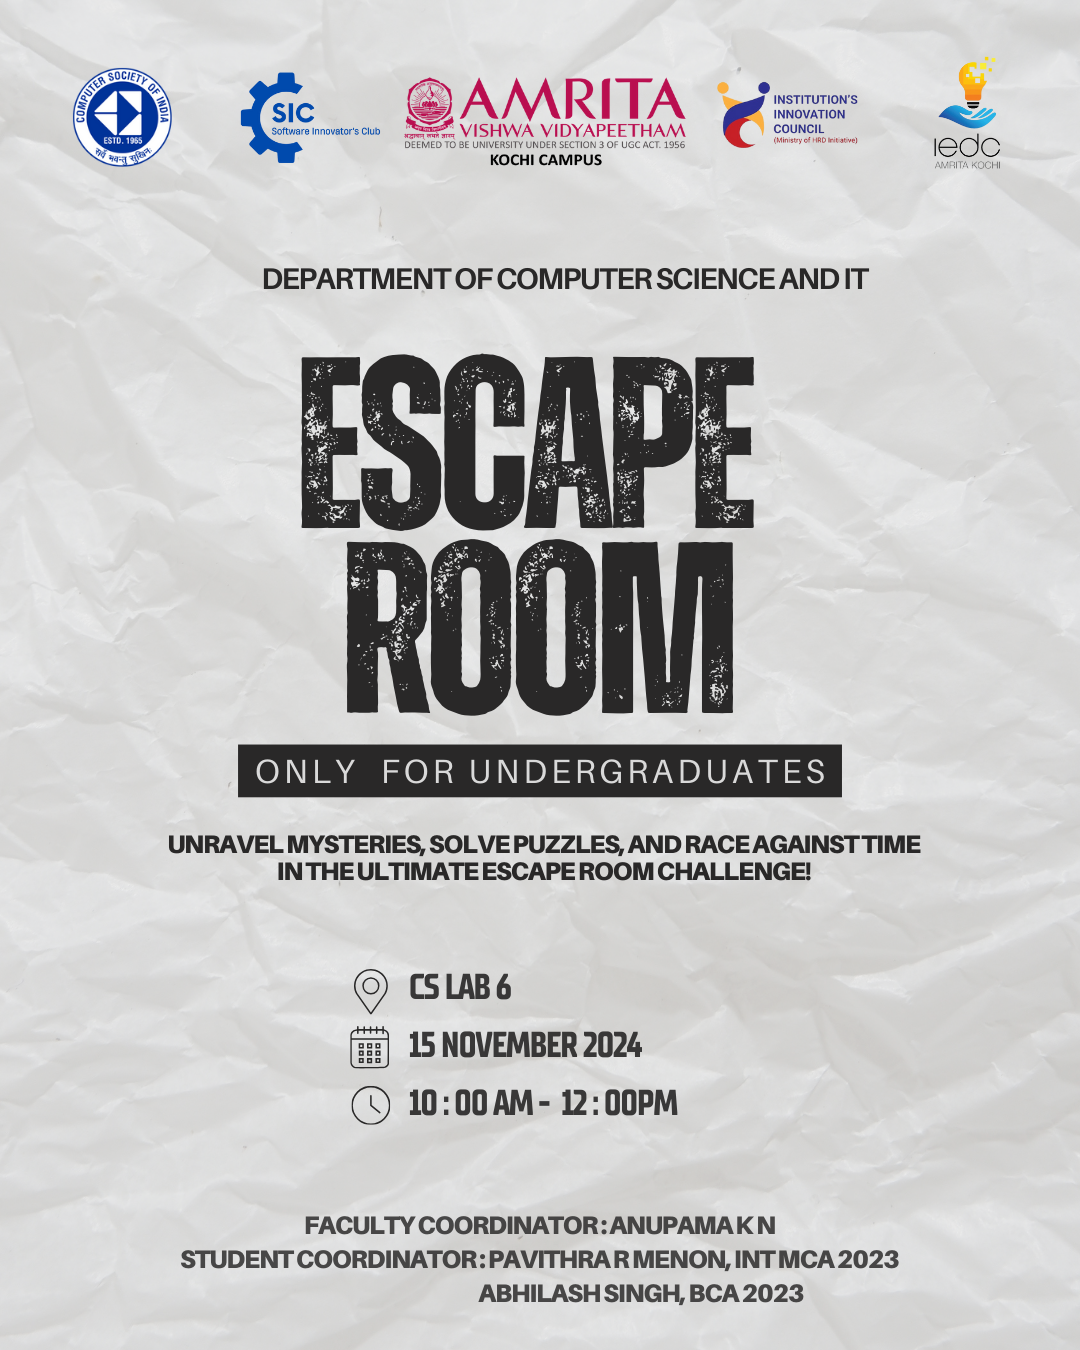 COMPUTER SOCIETY OF INDIA
ESTD. 1965
सर्वे भवन्तु सुखिनः
SIC
Software Innovator's Club
AMRITA
VISHWA VIDYAPEETHAM
DEEMED TO BE UNIVERSITY UNDER SECTION 3 OF UGC ACT. 1956
KOCHI CAMPUS
INSTITUTION'S
INNOVATION
COUNCIL
(Ministry of HRD Initiative)
iedc
AMRITA KOCHI
DEPARTMENT OF COMPUTER SCIENCE AND IT
ESCAPE
ROOM
ONLY FOR UNDERGRADUATES
UNRAVEL MYSTERIES, SOLVE PUZZLES, AND RACE AGAINST TIME
IN THE ULTIMATE ESCAPE ROOM CHALLENGE!
CS LAB 6
15 NOVEMBER 2024
10 : 00 AM - 12 : 00PM
FACULTY COORDINATOR : ANUPAMA K N
STUDENT COORDINATOR : PAVITHRA R MENON, INT MCA 2023
ABHILASH SINGH, BCA 2023